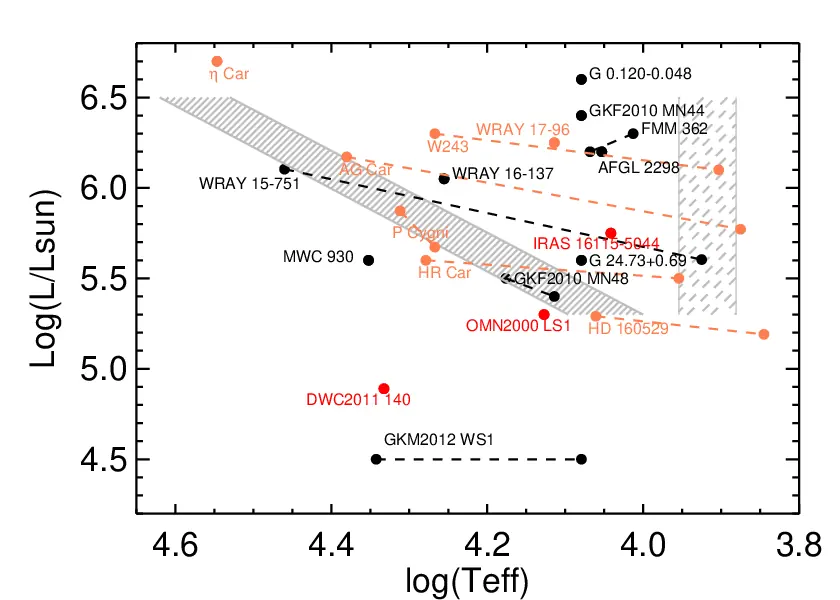 η Car
G 0.120-0.048
6.5
GKF2010 MN44
WRAY 17-96
FMM 362
W243
AG Car
AFGL 2298
WRAY 16-137
WRAY 15-751
6.0
P Cygni
IRAS 16115-5044
MWC 930
G 24.73+0.69
HR Car
GKF2010 MN48
5.5
OMN2000 LS1
HD 160529
5.0
DWC2011 140
GKM2012 WS1
4.5
Log(L/Lsun)
4.6
4.4
4.2
4.0
3.8
log(Teff)